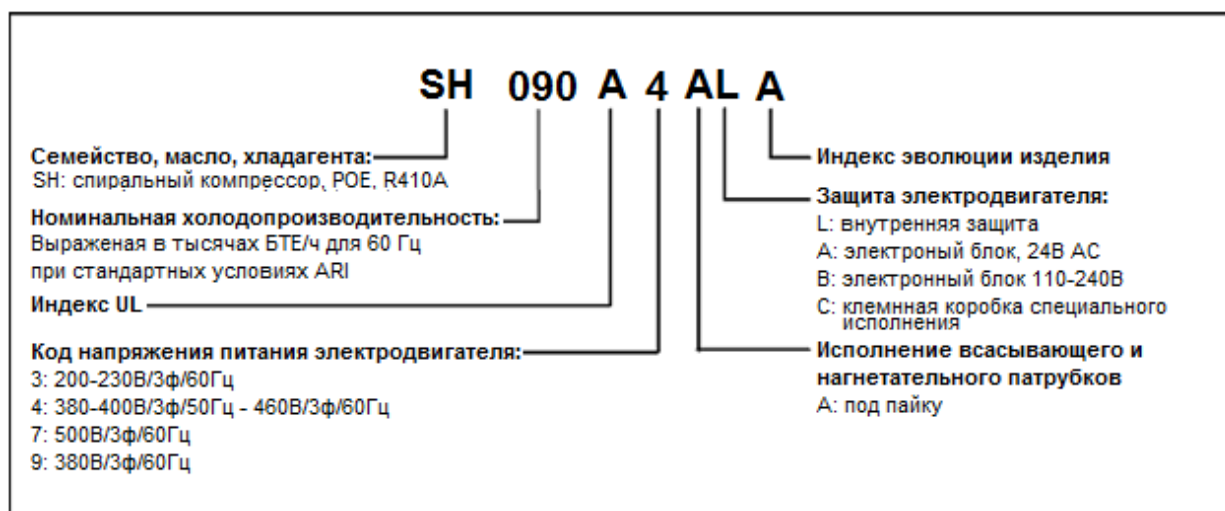 SH 090 A 4 AL A
Семейство, масло, хладагента:
SH: спиральный компрессор, POE, R410A
Номинальная холодопроизводительность:
Выраженая в тысячах БТЕ/ч для 60 Гц
при стандартных условиях ARI
Индекс UL
Код напряжения питания электродвигателя:
3: 200-230В/3ф/60Гц
4: 380-400В/3ф/50Гц - 460В/3ф/60Гц
7: 500В/3ф/60Гц
9: 380В/3ф/60Гц
Индекс эволюции изделия
Защита электродвигателя:
L: внутренняя защита
А: электроный блок, 24В АС
В: электронный блок 110-240В
С: клемнная коробка специального
исполнения
Исполнение всасывающего и
нагнетательного патрубков
А: под пайку